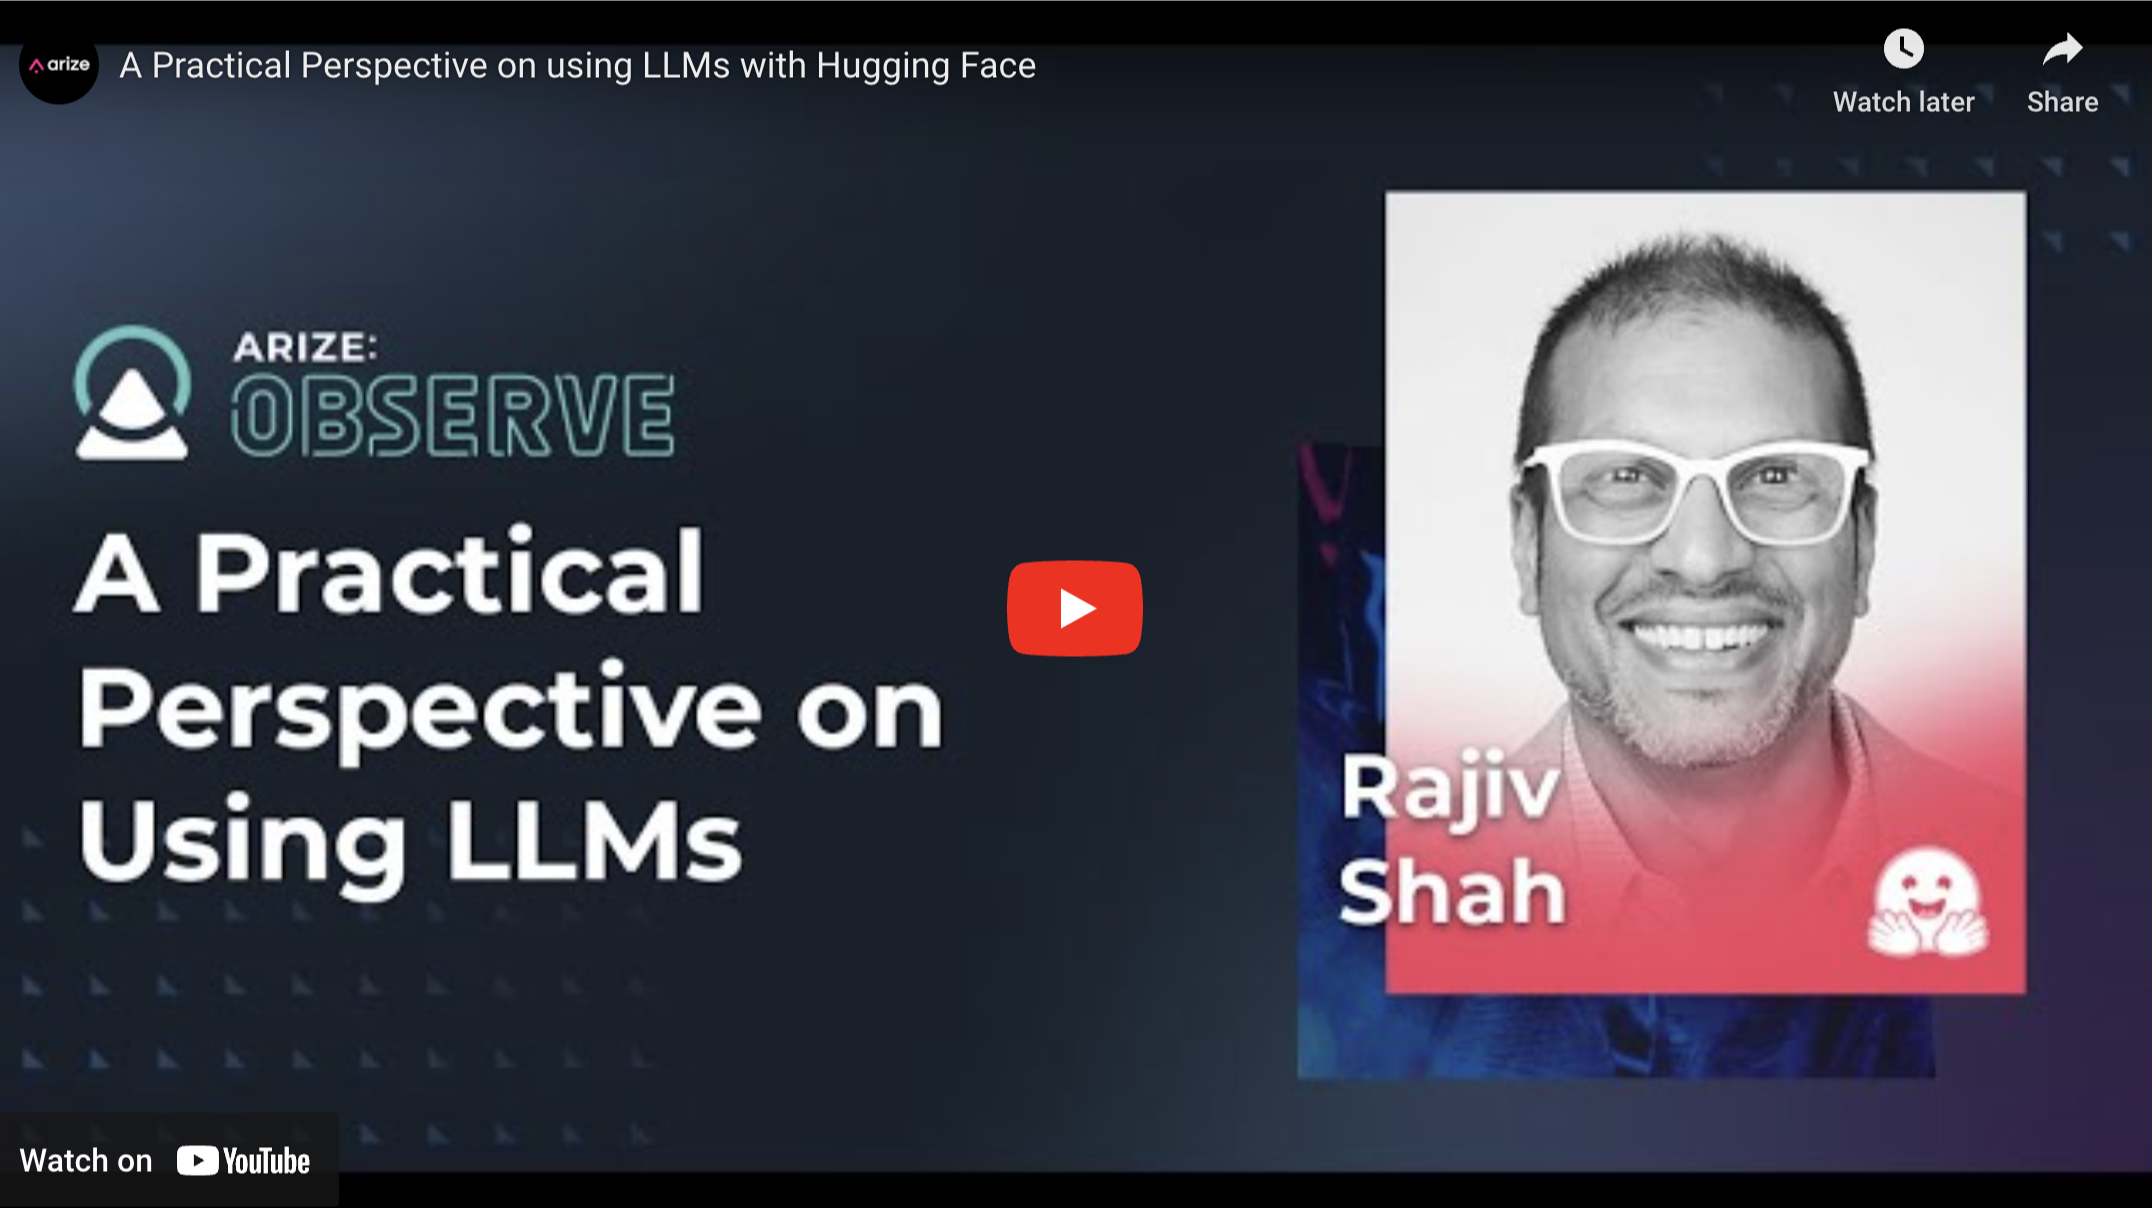 arize
A Practical Perspective on using LLMs with Hugging Face
Watch later
Share
ARIZE:
OBSERVE
A Practical
Perspective on
Using LLMs
Rajiv
Shah
Watch on YouTube